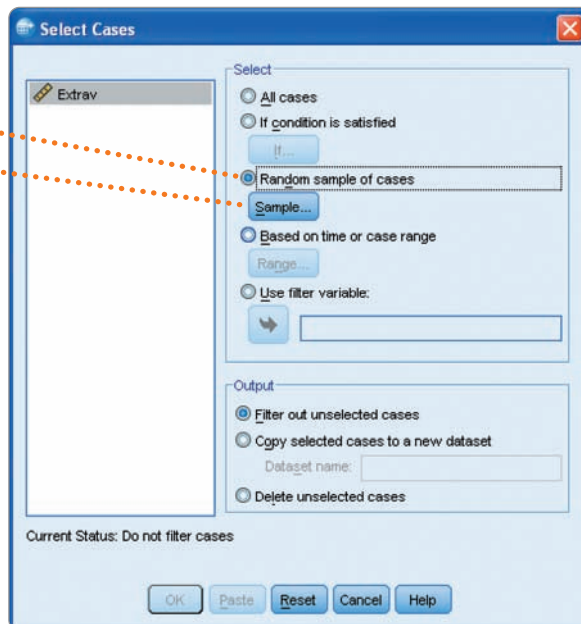 Select Cases
Extrav
Select
All cases
If condition is satisfied
If...
Random sample of cases
Sample...
Based on time or case range
Range...
Use filter variable:
Output
Filter out unselected cases
Copy selected cases to a new dataset
Dataset name:
Delete unselected cases
Current Status: Do not filter cases
OK Paste Reset Cancel Help